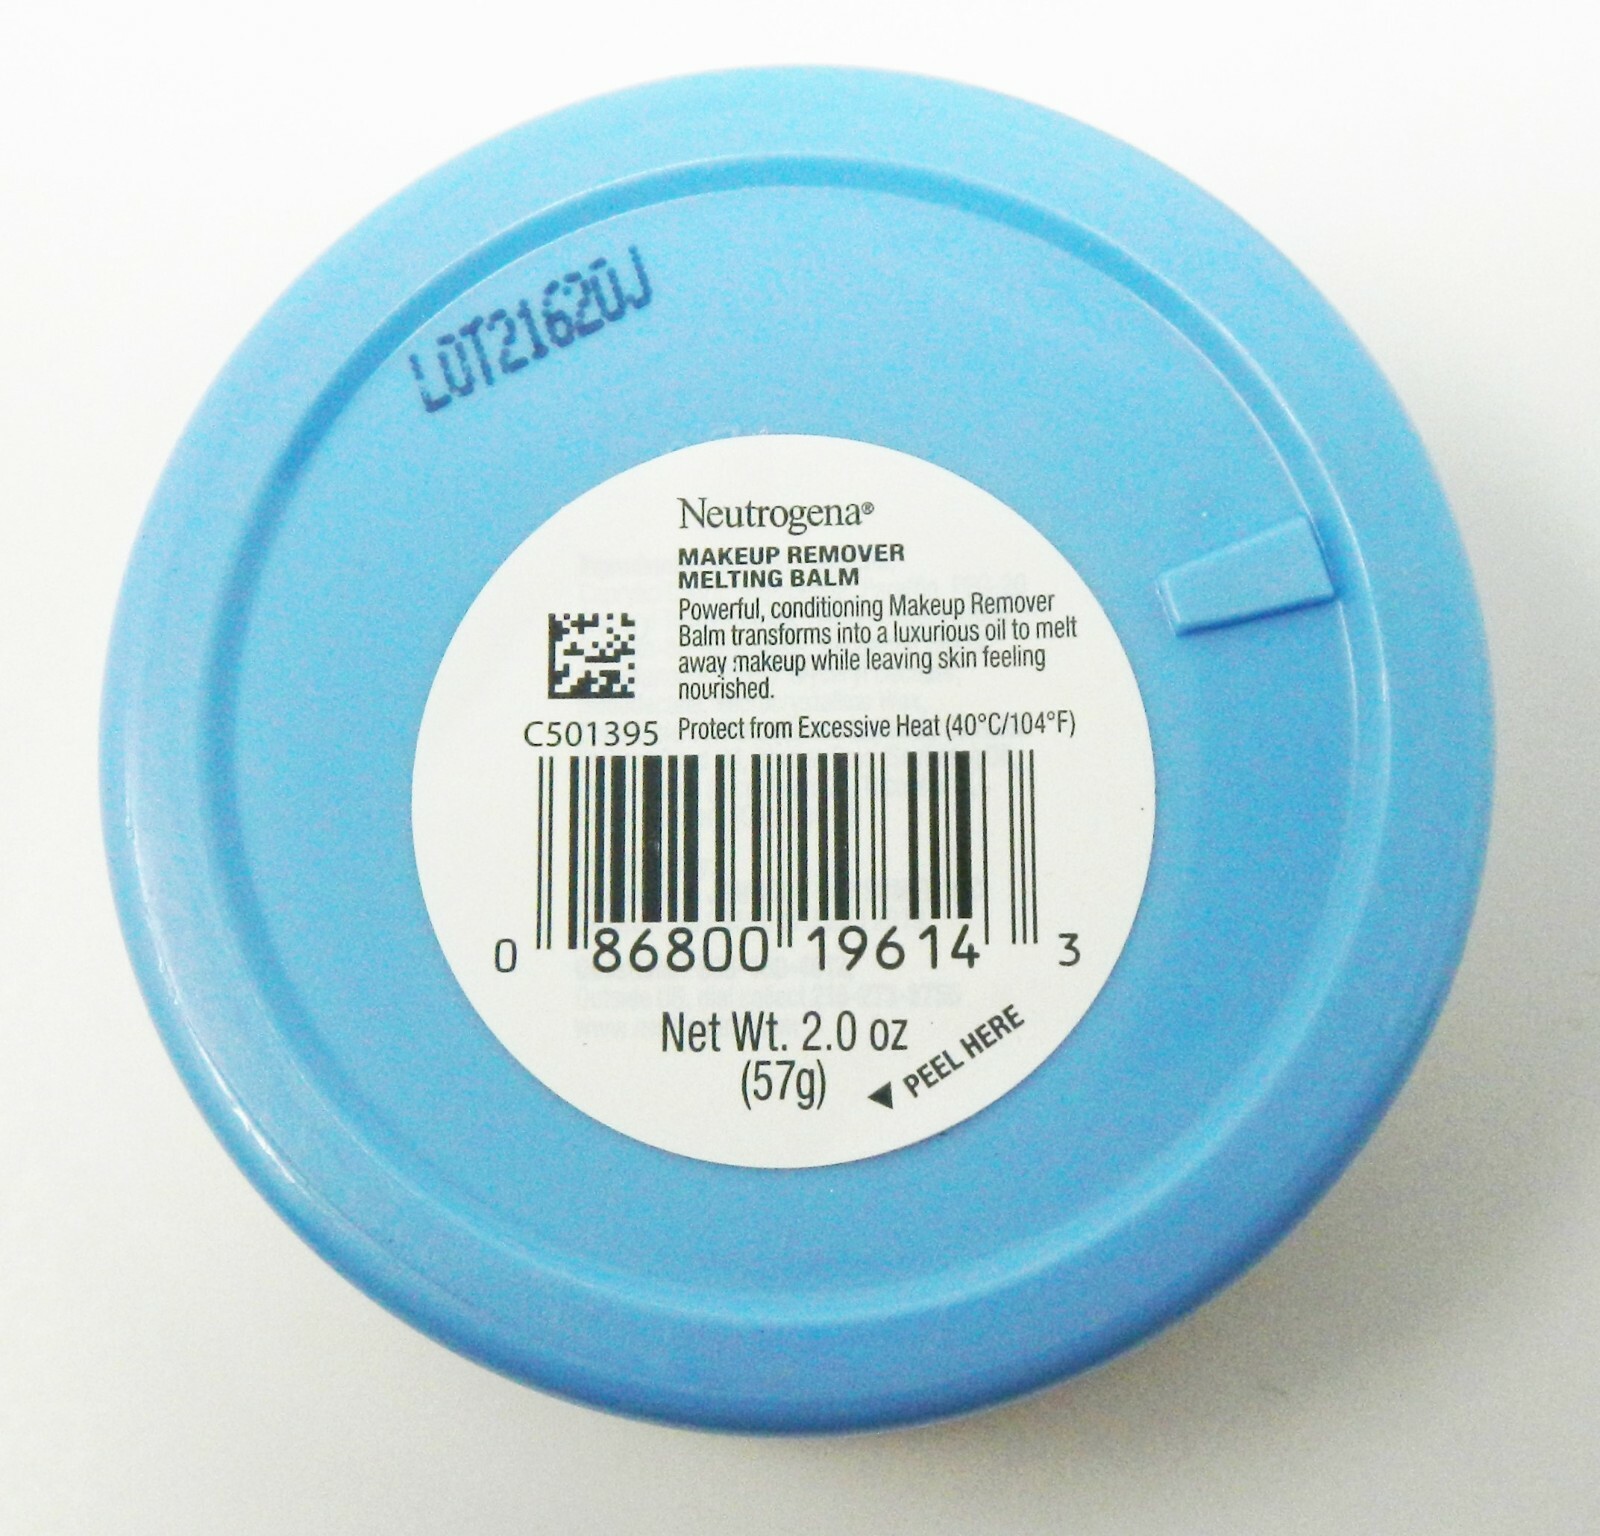 LOT21620J
Neutrogena®
MAKEUP REMOVER
MELTING BALM
Powerful, conditioning Makeup Remover
Balm transforms into a luxurious oil to melt
away makeup while leaving skin feeling
nourished.
C501395 Protect from Excessive Heat (40°C/104°F)
0 86800 19614 3
Net Wt. 2.0 oz
(57g)
◀ PEEL HERE